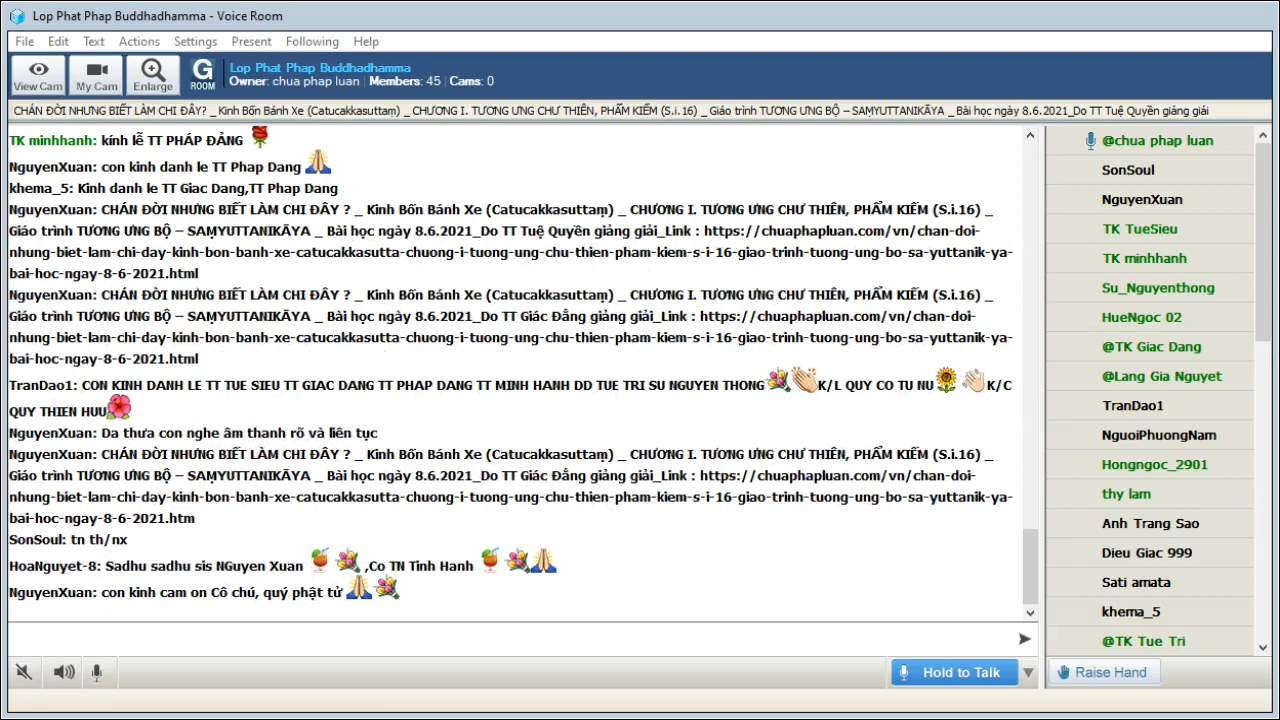 Lop Phat Phap Buddhadhamma - Voice Room
File Edit Text Actions Settings Present Following Help
View Cam My Cam Enlarge G ROOM
Lop Phat Phap Buddhadhamma
Owner: chua phap luan Members: 45 Cams: 0
CHÁN ĐỜI NHƯNG BIẾT LÀM CHI ĐÂY? _ Kinh Bốn Bánh Xe (Catucakkasuttaṃ) _ CHƯƠNG I. TƯƠNG ƯNG CHƯ THIÊN, PHẨM KIẾM (S.i.16) _ Giáo trình TƯƠNG ƯNG BỘ – SAṂYUTTANIKĀYA _ Bài học ngày 8.6.2021_Do TT Tuệ Quyền giảng giải
TK minhhanh: kính lễ TT PHÁP ĐẢNG
NguyenXuan: con kinh danh le TT Phap Dang
khema_5: Kinh danh le TT Giac Dang,TT Phap Dang
NguyenXuan: CHÁN ĐỜI NHƯNG BIẾT LÀM CHI ĐÂY ? _ Kinh Bốn Bánh Xe (Catucakkasuttaṃ) _ CHƯƠNG I. TƯƠNG ƯNG CHƯ THIÊN, PHẨM KIẾM (S.i.16) _
Giáo trình TƯƠNG ƯNG BỘ – SAṂYUTTANIKĀYA _ Bài học ngày 8.6.2021_Do TT Tuệ Quyền giảng giải_Link : https://chuaphapluan.com/vn/chan-doi-
nhung-biet-lam-chi-day-kinh-bon-banh-xe-catucakkasutta-chuong-i-tuong-ung-chu-thien-pham-kiem-s-i-16-giao-trinh-tuong-ung-bo-sa-yuttanik-ya-
bai-hoc-ngay-8-6-2021.html
NguyenXuan: CHÁN ĐỜI NHƯNG BIẾT LÀM CHI ĐÂY ? _ Kinh Bốn Bánh Xe (Catucakkasuttaṃ) _ CHƯƠNG I. TƯƠNG ƯNG CHƯ THIÊN, PHẨM KIẾM (S.i.16) _
Giáo trình TƯƠNG ƯNG BỘ – SAṂYUTTANIKĀYA _ Bài học ngày 8.6.2021_Do TT Giác Đẳng giảng giải_Link : https://chuaphapluan.com/vn/chan-doi-
nhung-biet-lam-chi-day-kinh-bon-banh-xe-catucakkasutta-chuong-i-tuong-ung-chu-thien-pham-kiem-s-i-16-giao-trinh-tuong-ung-bo-sa-yuttanik-ya-
bai-hoc-ngay-8-6-2021.html
TranDao1: CON KINH DANH LE TT TUE SIEU TT GIAC DANG TT PHAP DANG TT MINH HANH DD TUE TRI SU NGUYEN THONG K/L QUY CO TU NU K/C
QUY THIEN HUU
NguyenXuan: Da thưa con nghe âm thanh rõ và liên tục
NguyenXuan: CHÁN ĐỜI NHƯNG BIẾT LÀM CHI ĐÂY ? _ Kinh Bốn Bánh Xe (Catucakkasuttaṃ) _ CHƯƠNG I. TƯƠNG ƯNG CHƯ THIÊN, PHẨM KIẾM (S.i.16) _
Giáo trình TƯƠNG ƯNG BỘ – SAṂYUTTANIKĀYA _ Bài học ngày 8.6.2021_Do TT Giác Đẳng giảng giải_Link : https://chuaphapluan.com/vn/chan-doi-
nhung-biet-lam-chi-day-kinh-bon-banh-xe-catucakkasutta-chuong-i-tuong-ung-chu-thien-pham-kiem-s-i-16-giao-trinh-tuong-ung-bo-sa-yuttanik-ya-
bai-hoc-ngay-8-6-2021.htm
SonSoul: tn th/nx
HoaNguyet-8: Sadhu sadhu sis NGuyen Xuan ,Co TN Tinh Hanh
NguyenXuan: con kinh cam on Cô chú, quý phật tử
@chua phap luan
SonSoul
NguyenXuan
TK TueSieu
TK minhhanh
Su_Nguyenthong
HueNgoc 02
@TK Giac Dang
@Lang Gia Nguyet
TranDao1
NguoiPhuongNam
Hongngoc_2901
thy lam
Anh Trang Sao
Dieu Giac 999
Sati amata
khema_5
@TK Tue Tri
Hold to Talk
Raise Hand